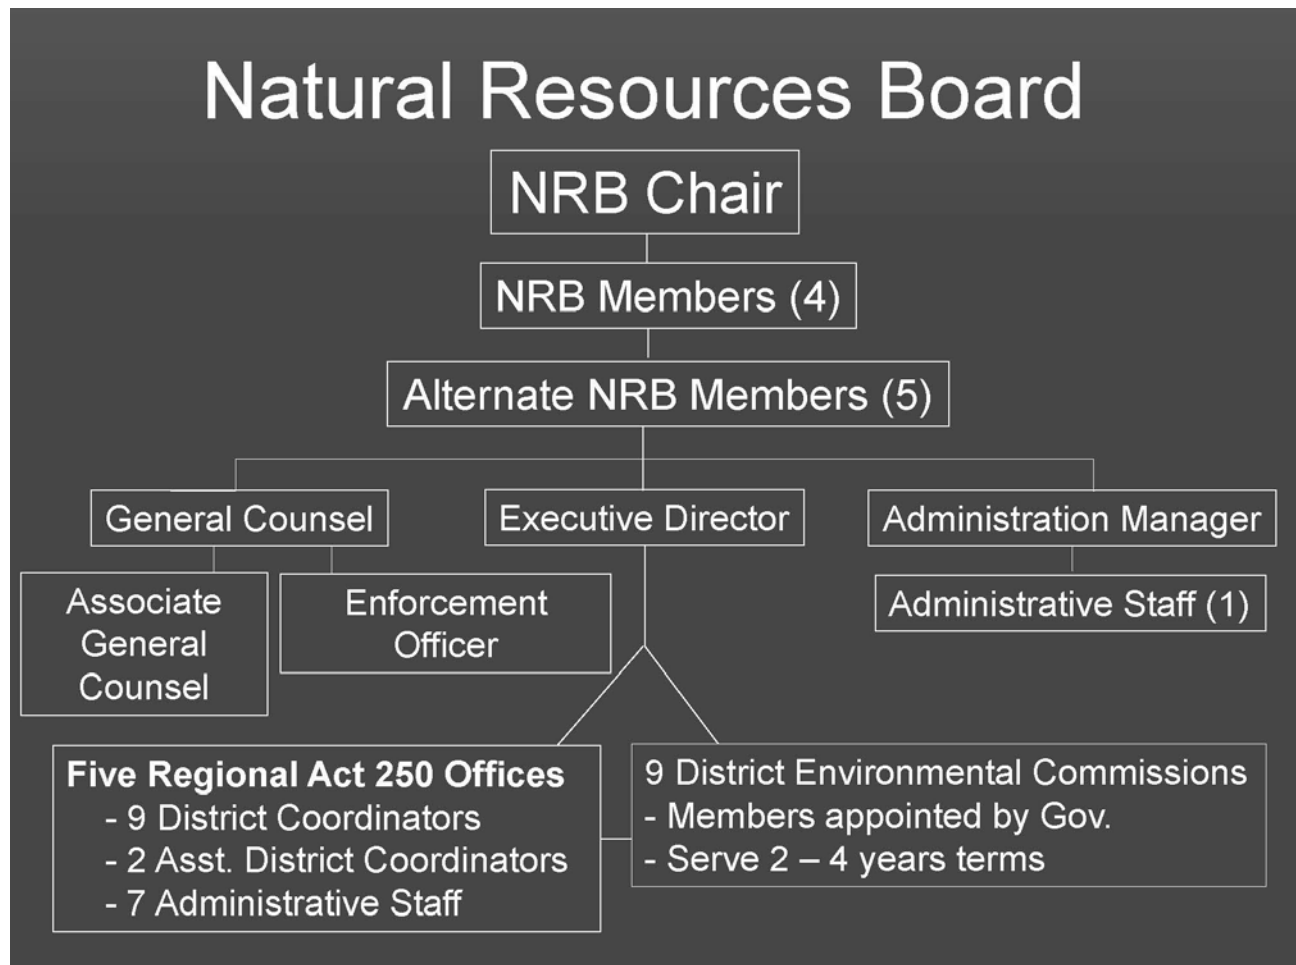 Natural Resources Board
NRB Chair
NRB Members (4)
Alternate NRB Members (5)
General Counsel
Executive Director
Administration Manager
Associate
General
Counsel
Enforcement
Officer
Administrative Staff (1)
Five Regional Act 250 Offices
- 9 District Coordinators
- 2 Asst. District Coordinators
- 7 Administrative Staff
9 District Environmental Commissions
- Members appointed by Gov.
- Serve 2 – 4 years terms